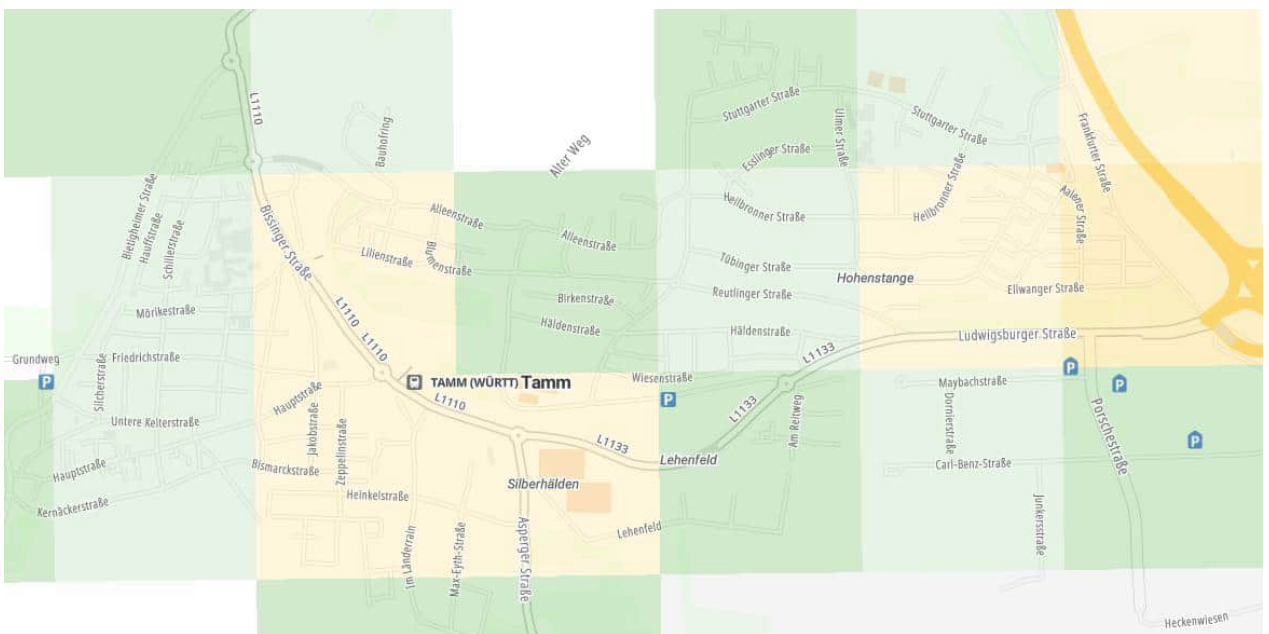 L1110
Bauhofring
Alter Weg
Stuttgarter Straße
Ulmer Straße
Stuttgarter Straße
Frankfurter Straße
Esslinger Straße
Bietigheimer Straße
Hauffstraße
Schillerstraße
Bissinger Straße
Alleenstraße
Alleenstraße
Heilbronner Straße
Heilbronner Straße
Aalener Straße
Lilienstraße
Blumenstraße
Tübinger Straße
Hohenstange
Birkenstraße
Reutlinger Straße
Ellwanger Straße
Mörikestraße
L1110
L1110
Häldenstraße
Häldenstraße
Ludwigsburger Straße
Grundweg
Friedrichstraße
L1133
P
Silcherstraße
TAMM (WÜRTT) Tamm
Wiesenstraße
Maybachstraße
P
P
P
Hauptstraße
L1110
L1133
Dornierstraße
Porschestraße
Untere Kelterstraße
Jakobstraße
Zeppelinstraße
L1133
Am Reitweg
P
Hauptstraße
Bismarckstraße
Lehenfeld
Carl-Benz-Straße
Silberhälden
Kernäckerstraße
Heinkelstraße
Lehenfeld
Junkersstraße
Im Länderrain
Max-Eyth-Straße
Asperger Straße
Heckenwiesen